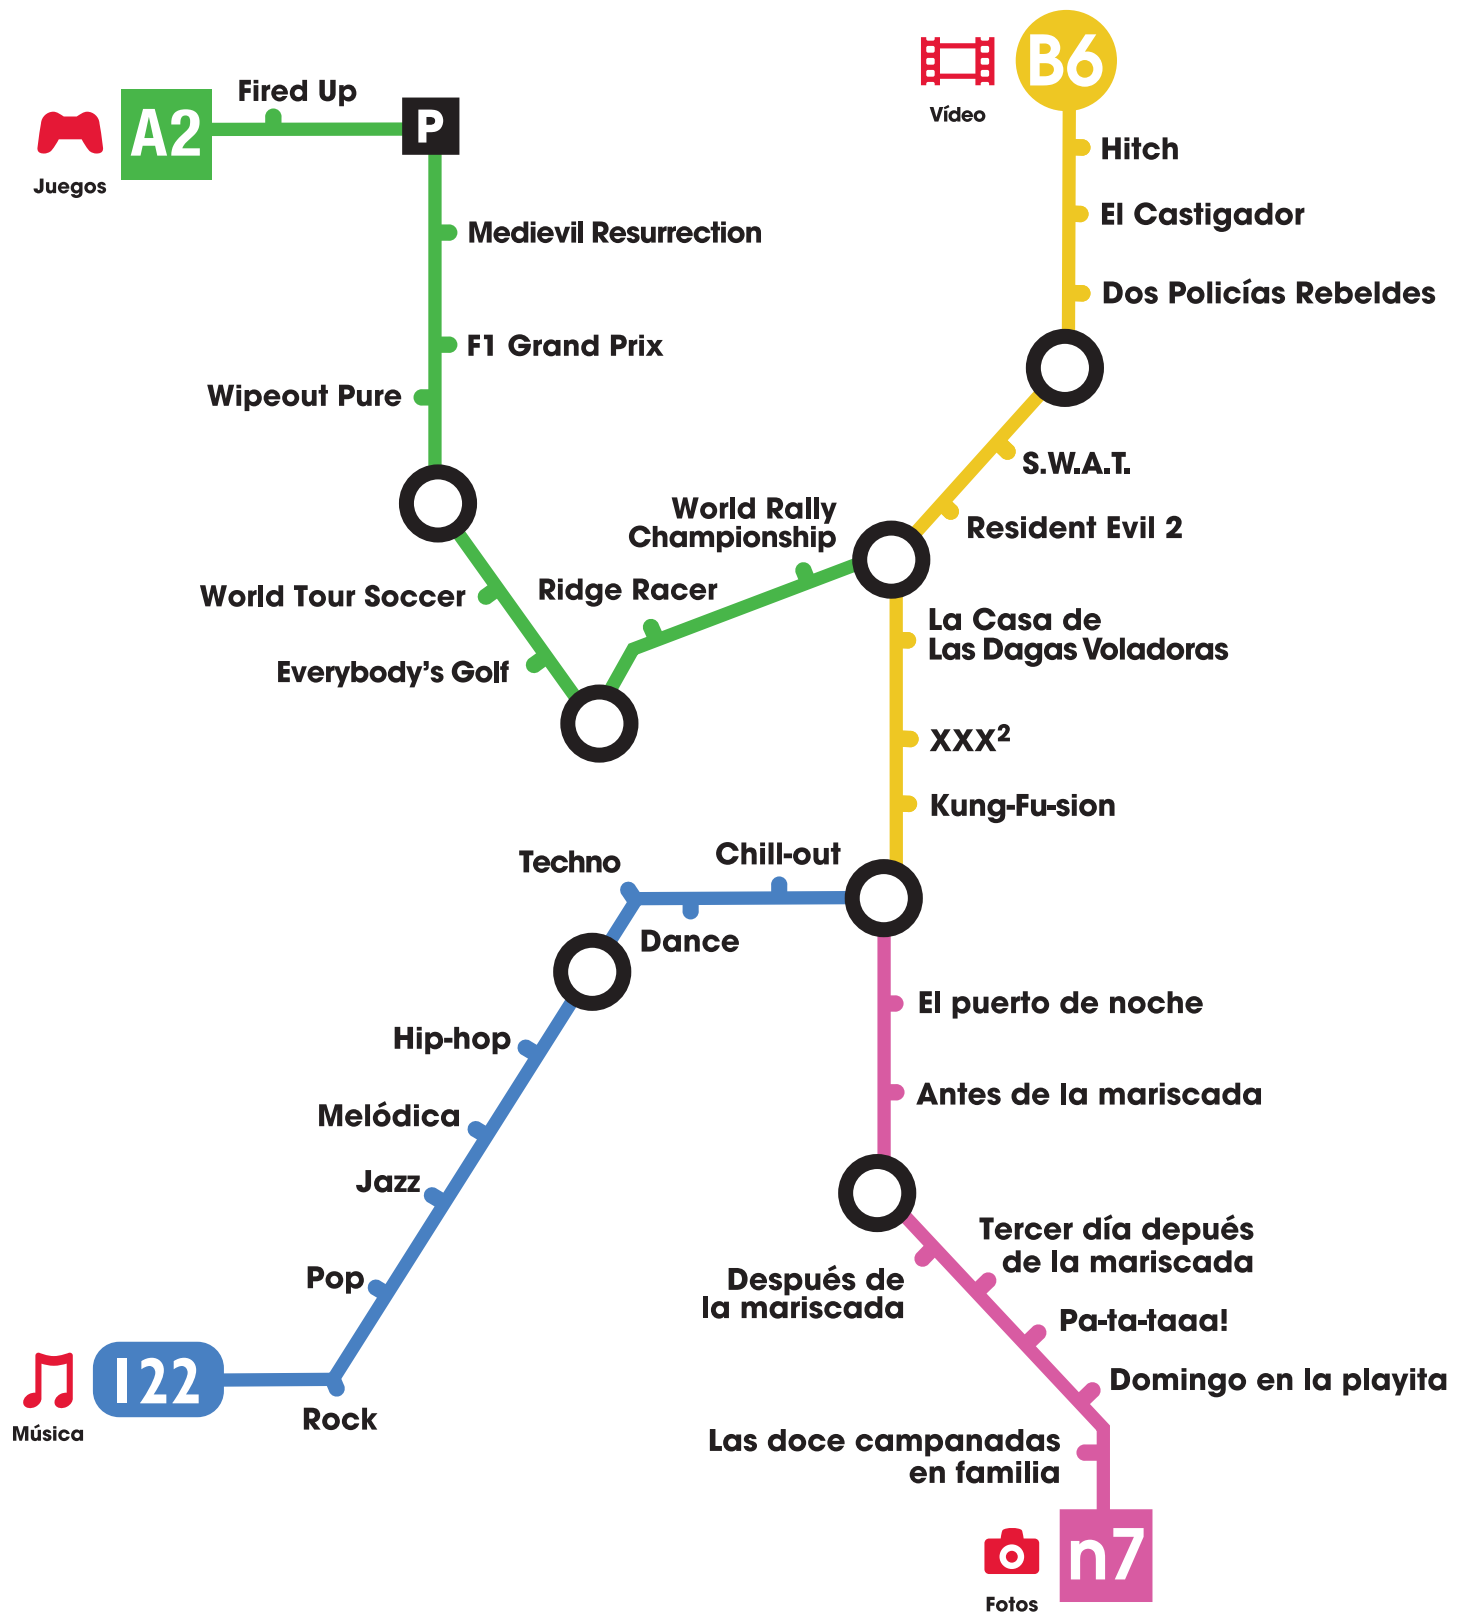 B6
Vídeo
Fired Up
A2
P
Juegos
Hitch
El Castigador
Dos Policías Rebeldes
Medievil Resurrection
F1 Grand Prix
Wipeout Pure
S.W.A.T.
Resident Evil 2
World Rally
Championship
Ridge Racer
World Tour Soccer
Everybody's Golf
La Casa de
Las Dagas Voladoras
XXX²
Kung-Fu-sion
Techno
Chill-out
Dance
El puerto de noche
Hip-hop
Antes de la mariscada
Melódica
Jazz
Tercer día depués
de la mariscada
Después de
la mariscada
Pop
Pa-ta-taaa!
I22
Música
Rock
Domingo en la playita
Las doce campanadas
en familia
n7
Fotos